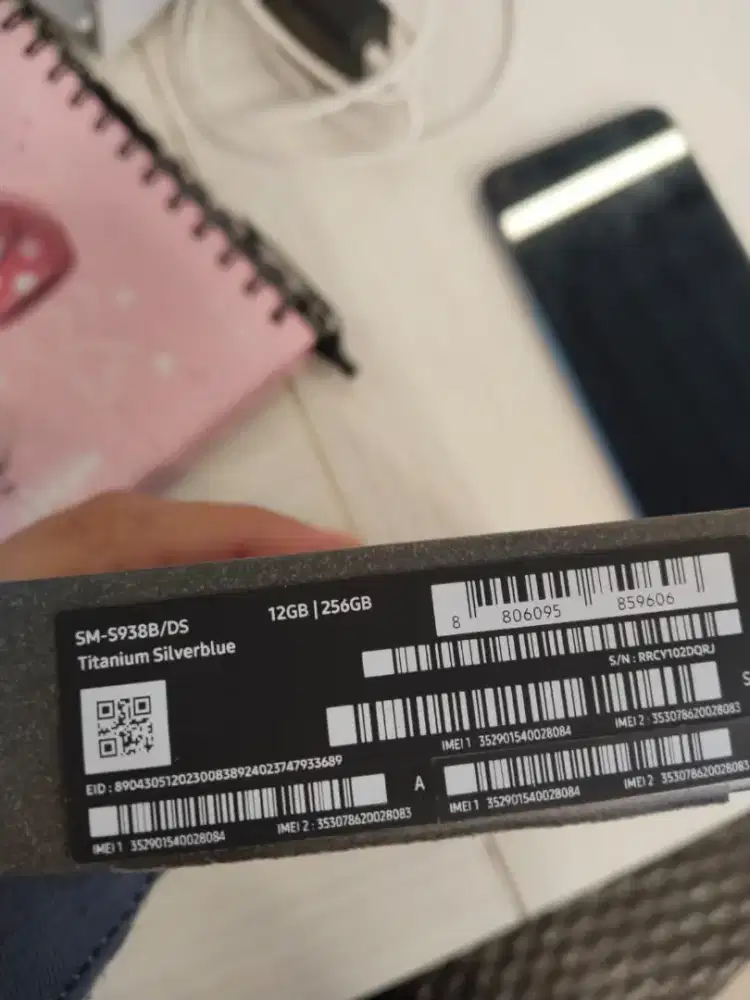 SM-S938B/DS
Titanium Silverblue
12GB | 256GB
8 806095 859606
S/N : RRCY102DQRJ
IMEI 1 352901540028084
IMEI 2 : 353078620028083
EID : 89043051202300838924023747933689
IMEI 1 352901540028084
IMEI 2 : 353078620028083
A
IMEI 1 352901540028084
IMEI 2 353078620028083
S